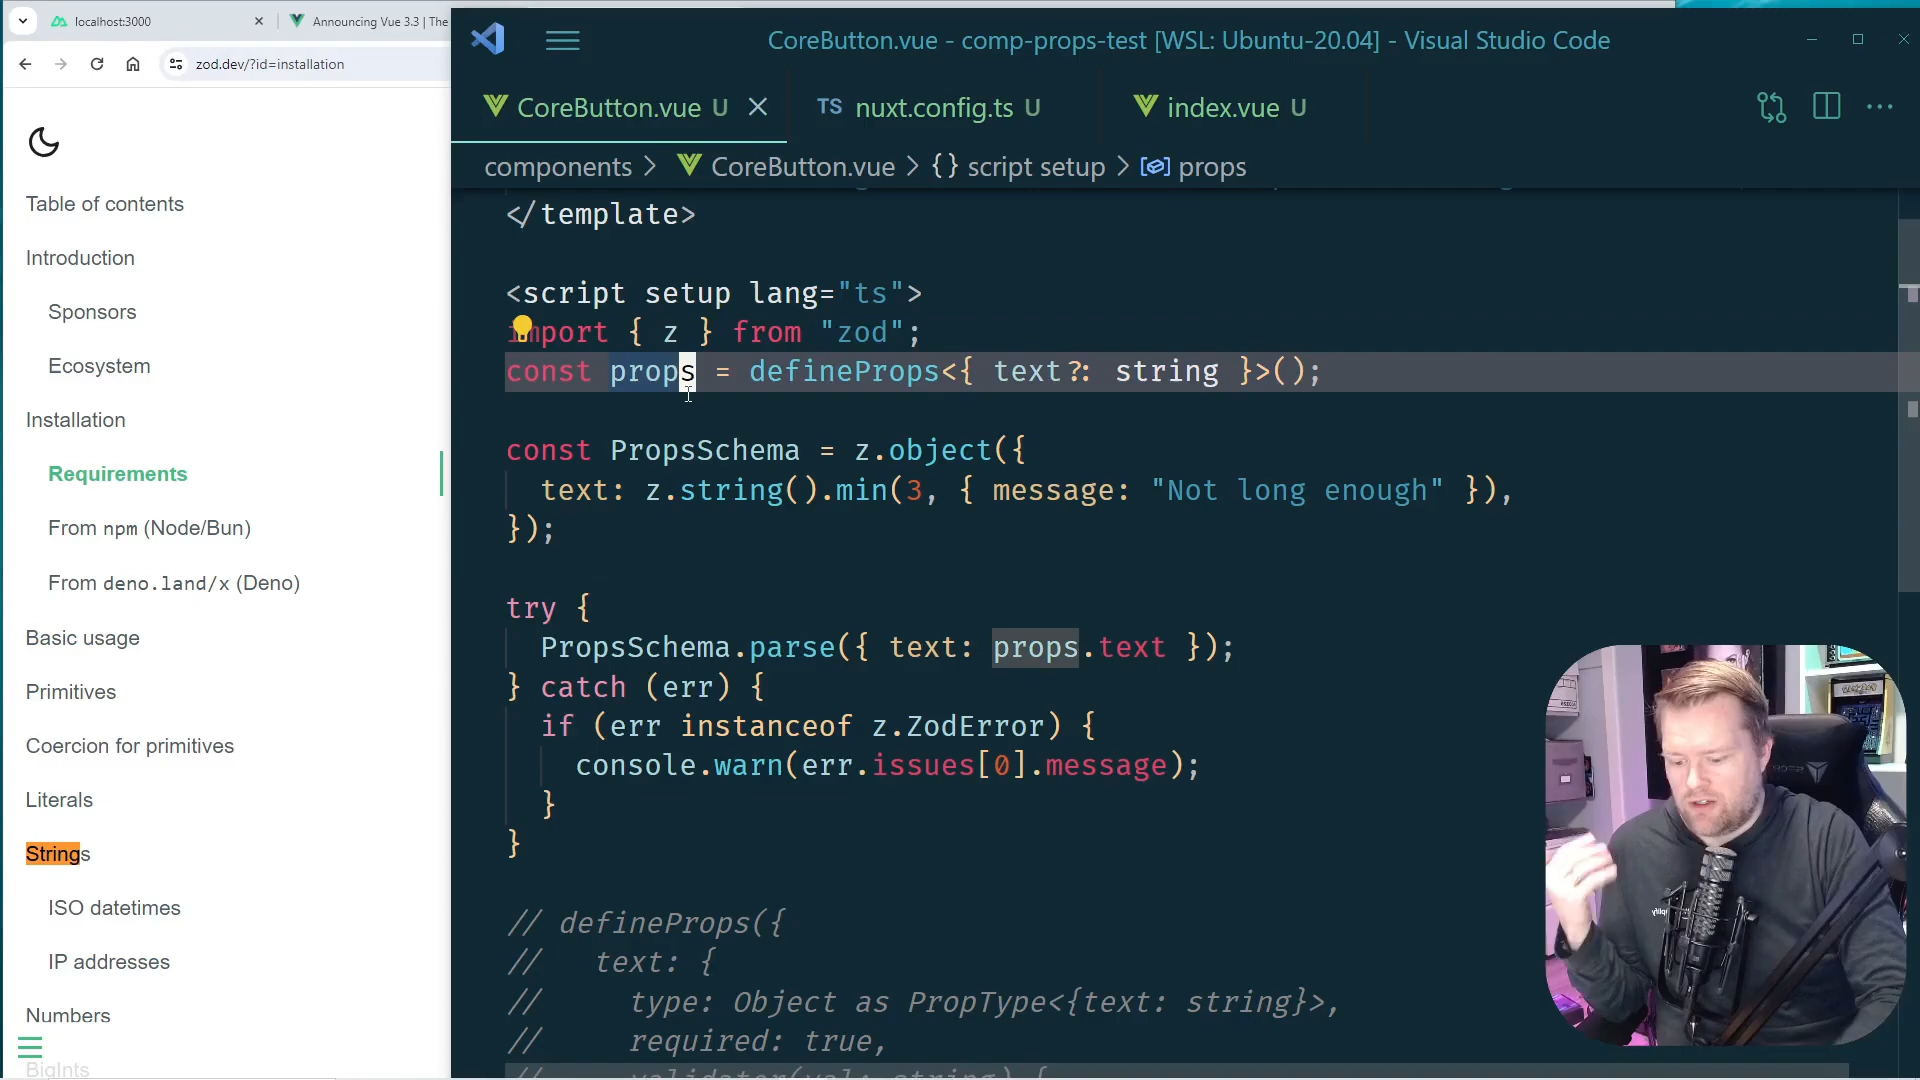 localhost:3000
Announcing Vue 3.3 | The
zod.dev/?id=installation
Table of contents
Introduction
Sponsors
Ecosystem
Installation
Requirements
From npm (Node/Bun)
From deno.land/x (Deno)
Basic usage
Primitives
Coercion for primitives
Literals
Strings
ISO datetimes
IP addresses
Numbers
BigInts
CoreButton.vue - comp-props-test [WSL: Ubuntu-20.04] - Visual Studio Code
CoreButton.vue U
TS nuxt.config.ts U
index.vue U
components > CoreButton.vue > {} script setup > props
</template>
<script setup lang="ts">
import { z } from "zod";
const props = defineProps<{ text?: string }>();
const PropsSchema = z.object({
text: z.string().min(3, { message: "Not long enough" }),
});
try {
PropsSchema.parse({ text: props.text });
} catch (err) {
if (err instanceof z.ZodError) {
console.warn(err.issues[0].message);
}
}
// defineProps({
// text: {
// type: Object as PropType<{text: string}>,
// required: true,
// validator(val: string) {